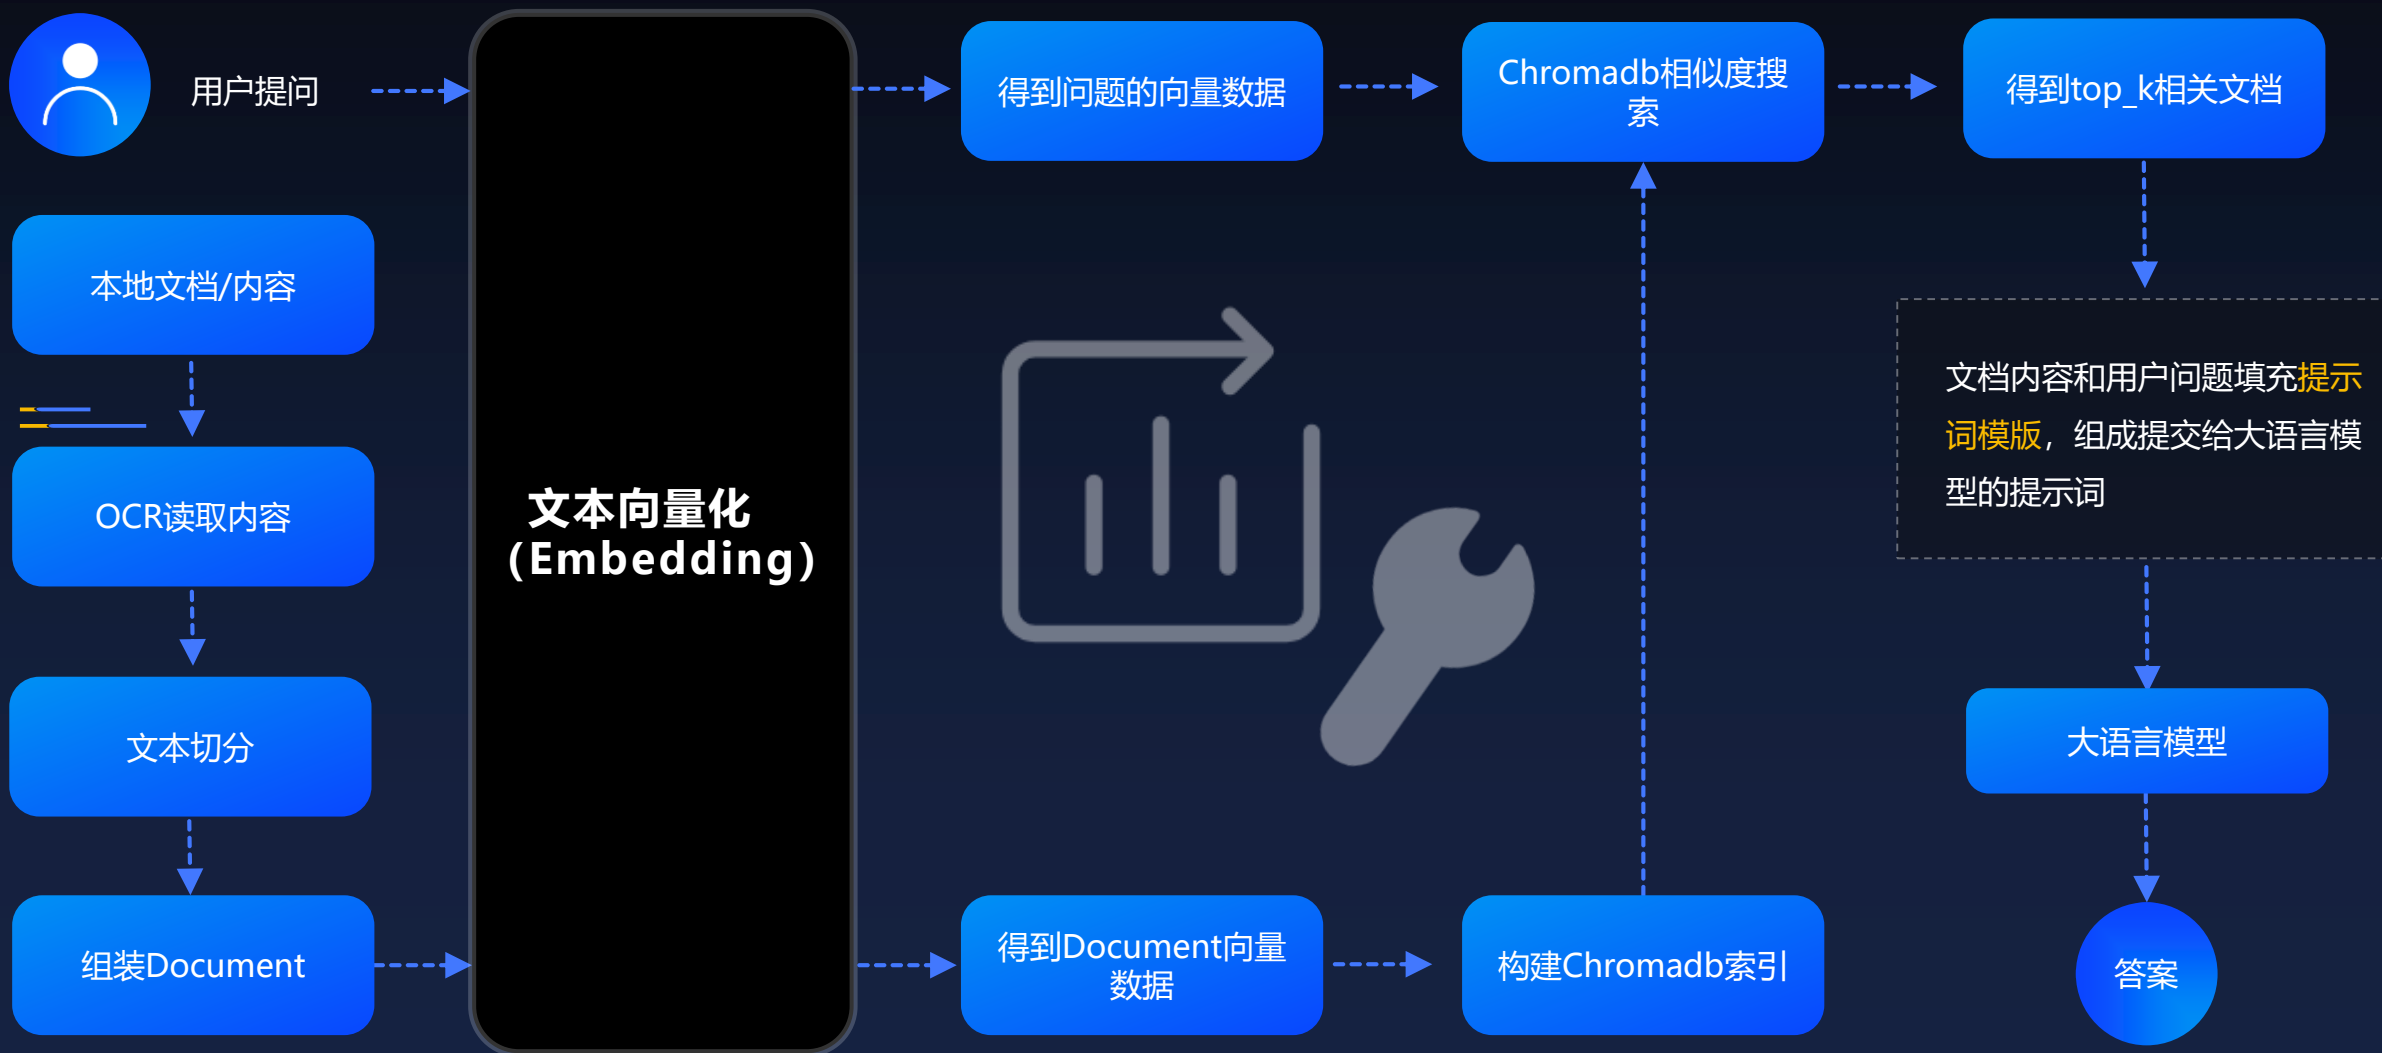 用户提问
得到问题的向量数据
Chromadb相似度搜
索
得到top_k相关文档
本地文档/内容
OCR读取内容
文本切分
组装Document
文本向量化
(Embedding)
文档内容和用户问题填充提示
词模版，组成提交给大语言模
型的提示词
大语言模型
得到Document向量
数据
构建Chromadb索引
答案